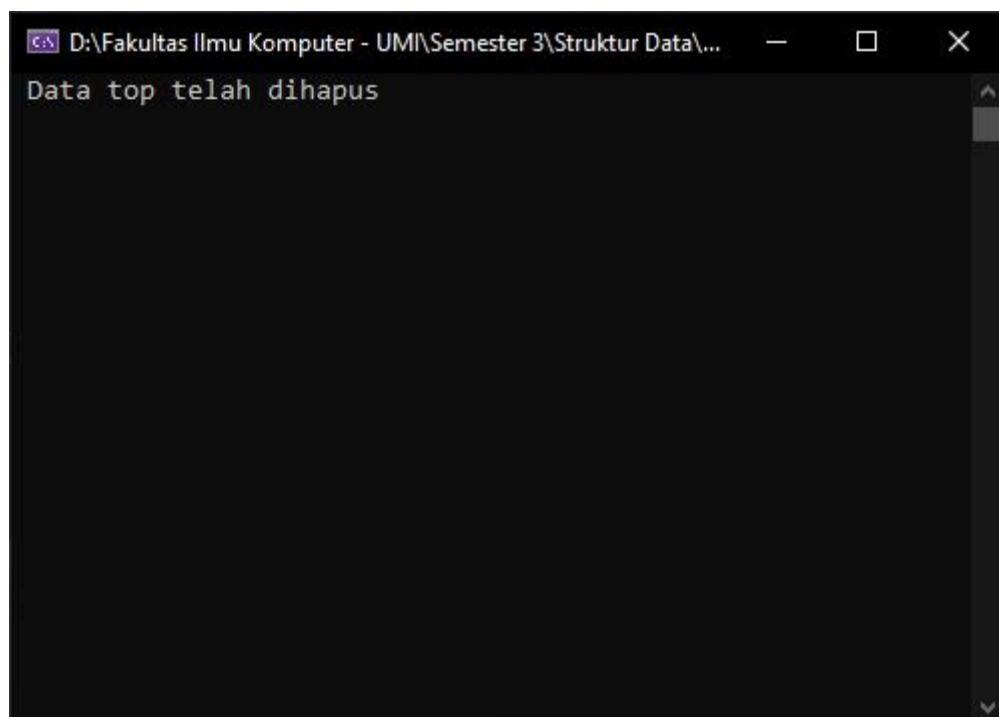 D:\Fakultas Ilmu Komputer - UMI\Semester 3\Struktur Data\...
Data top telah dihapus